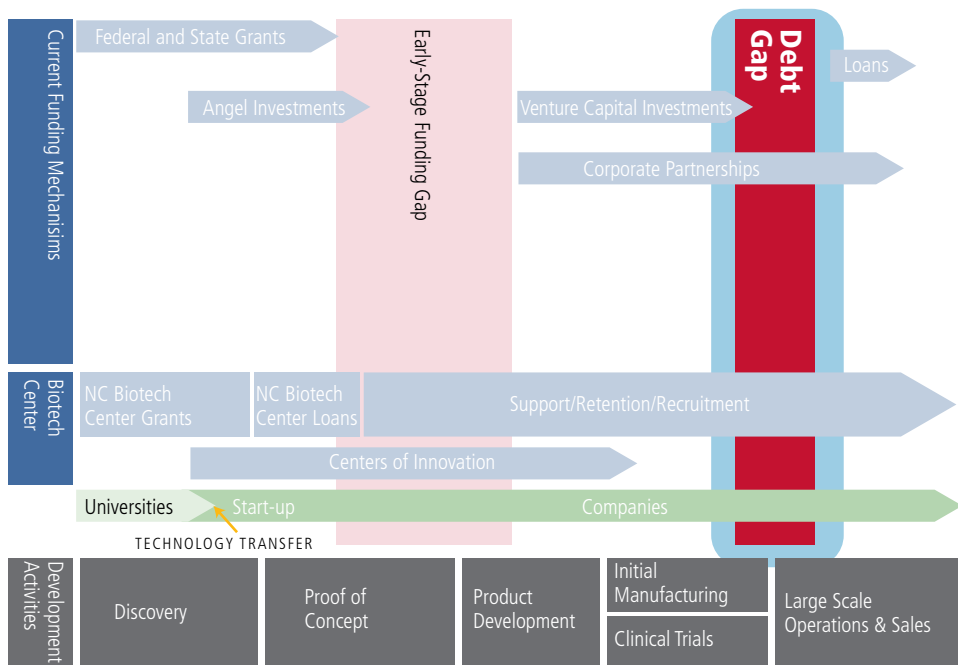 Current Funding Mechanisims
Federal and State Grants
Early-Stage Funding Gap
Debt
Gap
Loans
Angel Investments
Venture Capital Investments
Corporate Partnerships
Biotech
Center
NC Biotech
Center Grants
NC Biotech
Center Loans
Support/Retention/Recruitment
Centers of Innovation
Universities
Start-up
Companies
TECHNOLOGY TRANSFER
Development
Activities
Discovery
Proof of
Concept
Product
Development
Initial
Manufacturing
Clinical Trials
Large Scale
Operations & Sales